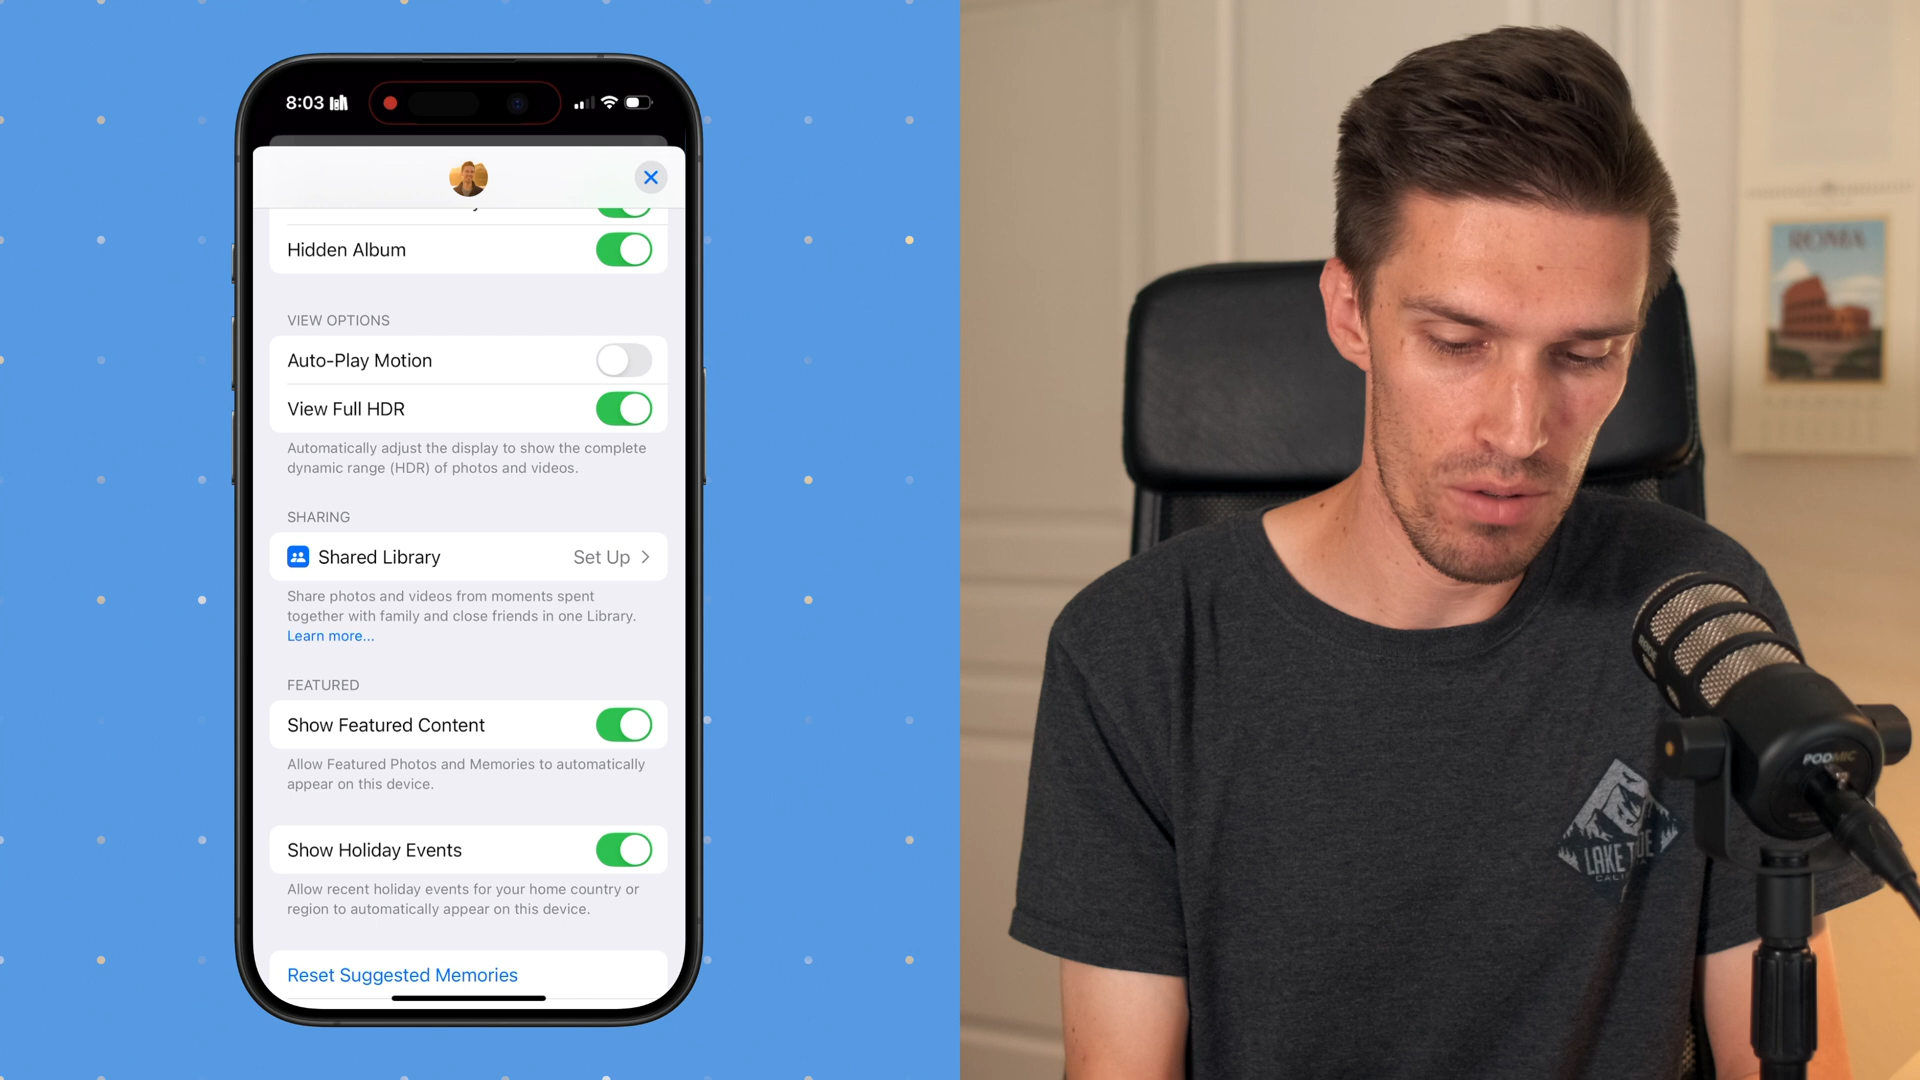 8:03
Hidden Album
VIEW OPTIONS
Auto-Play Motion
View Full HDR
Automatically adjust the display to show the complete
dynamic range (HDR) of photos and videos.
SHARING
Shared Library Set Up
Share photos and videos from moments spent
together with family and close friends in one Library.
Learn more...
FEATURED
Show Featured Content
Allow Featured Photos and Memories to automatically
appear on this device.
Show Holiday Events
Allow recent holiday events for your home country or
region to automatically appear on this device.
Reset Suggested Memories
ROMA
PODMIC
LAKE